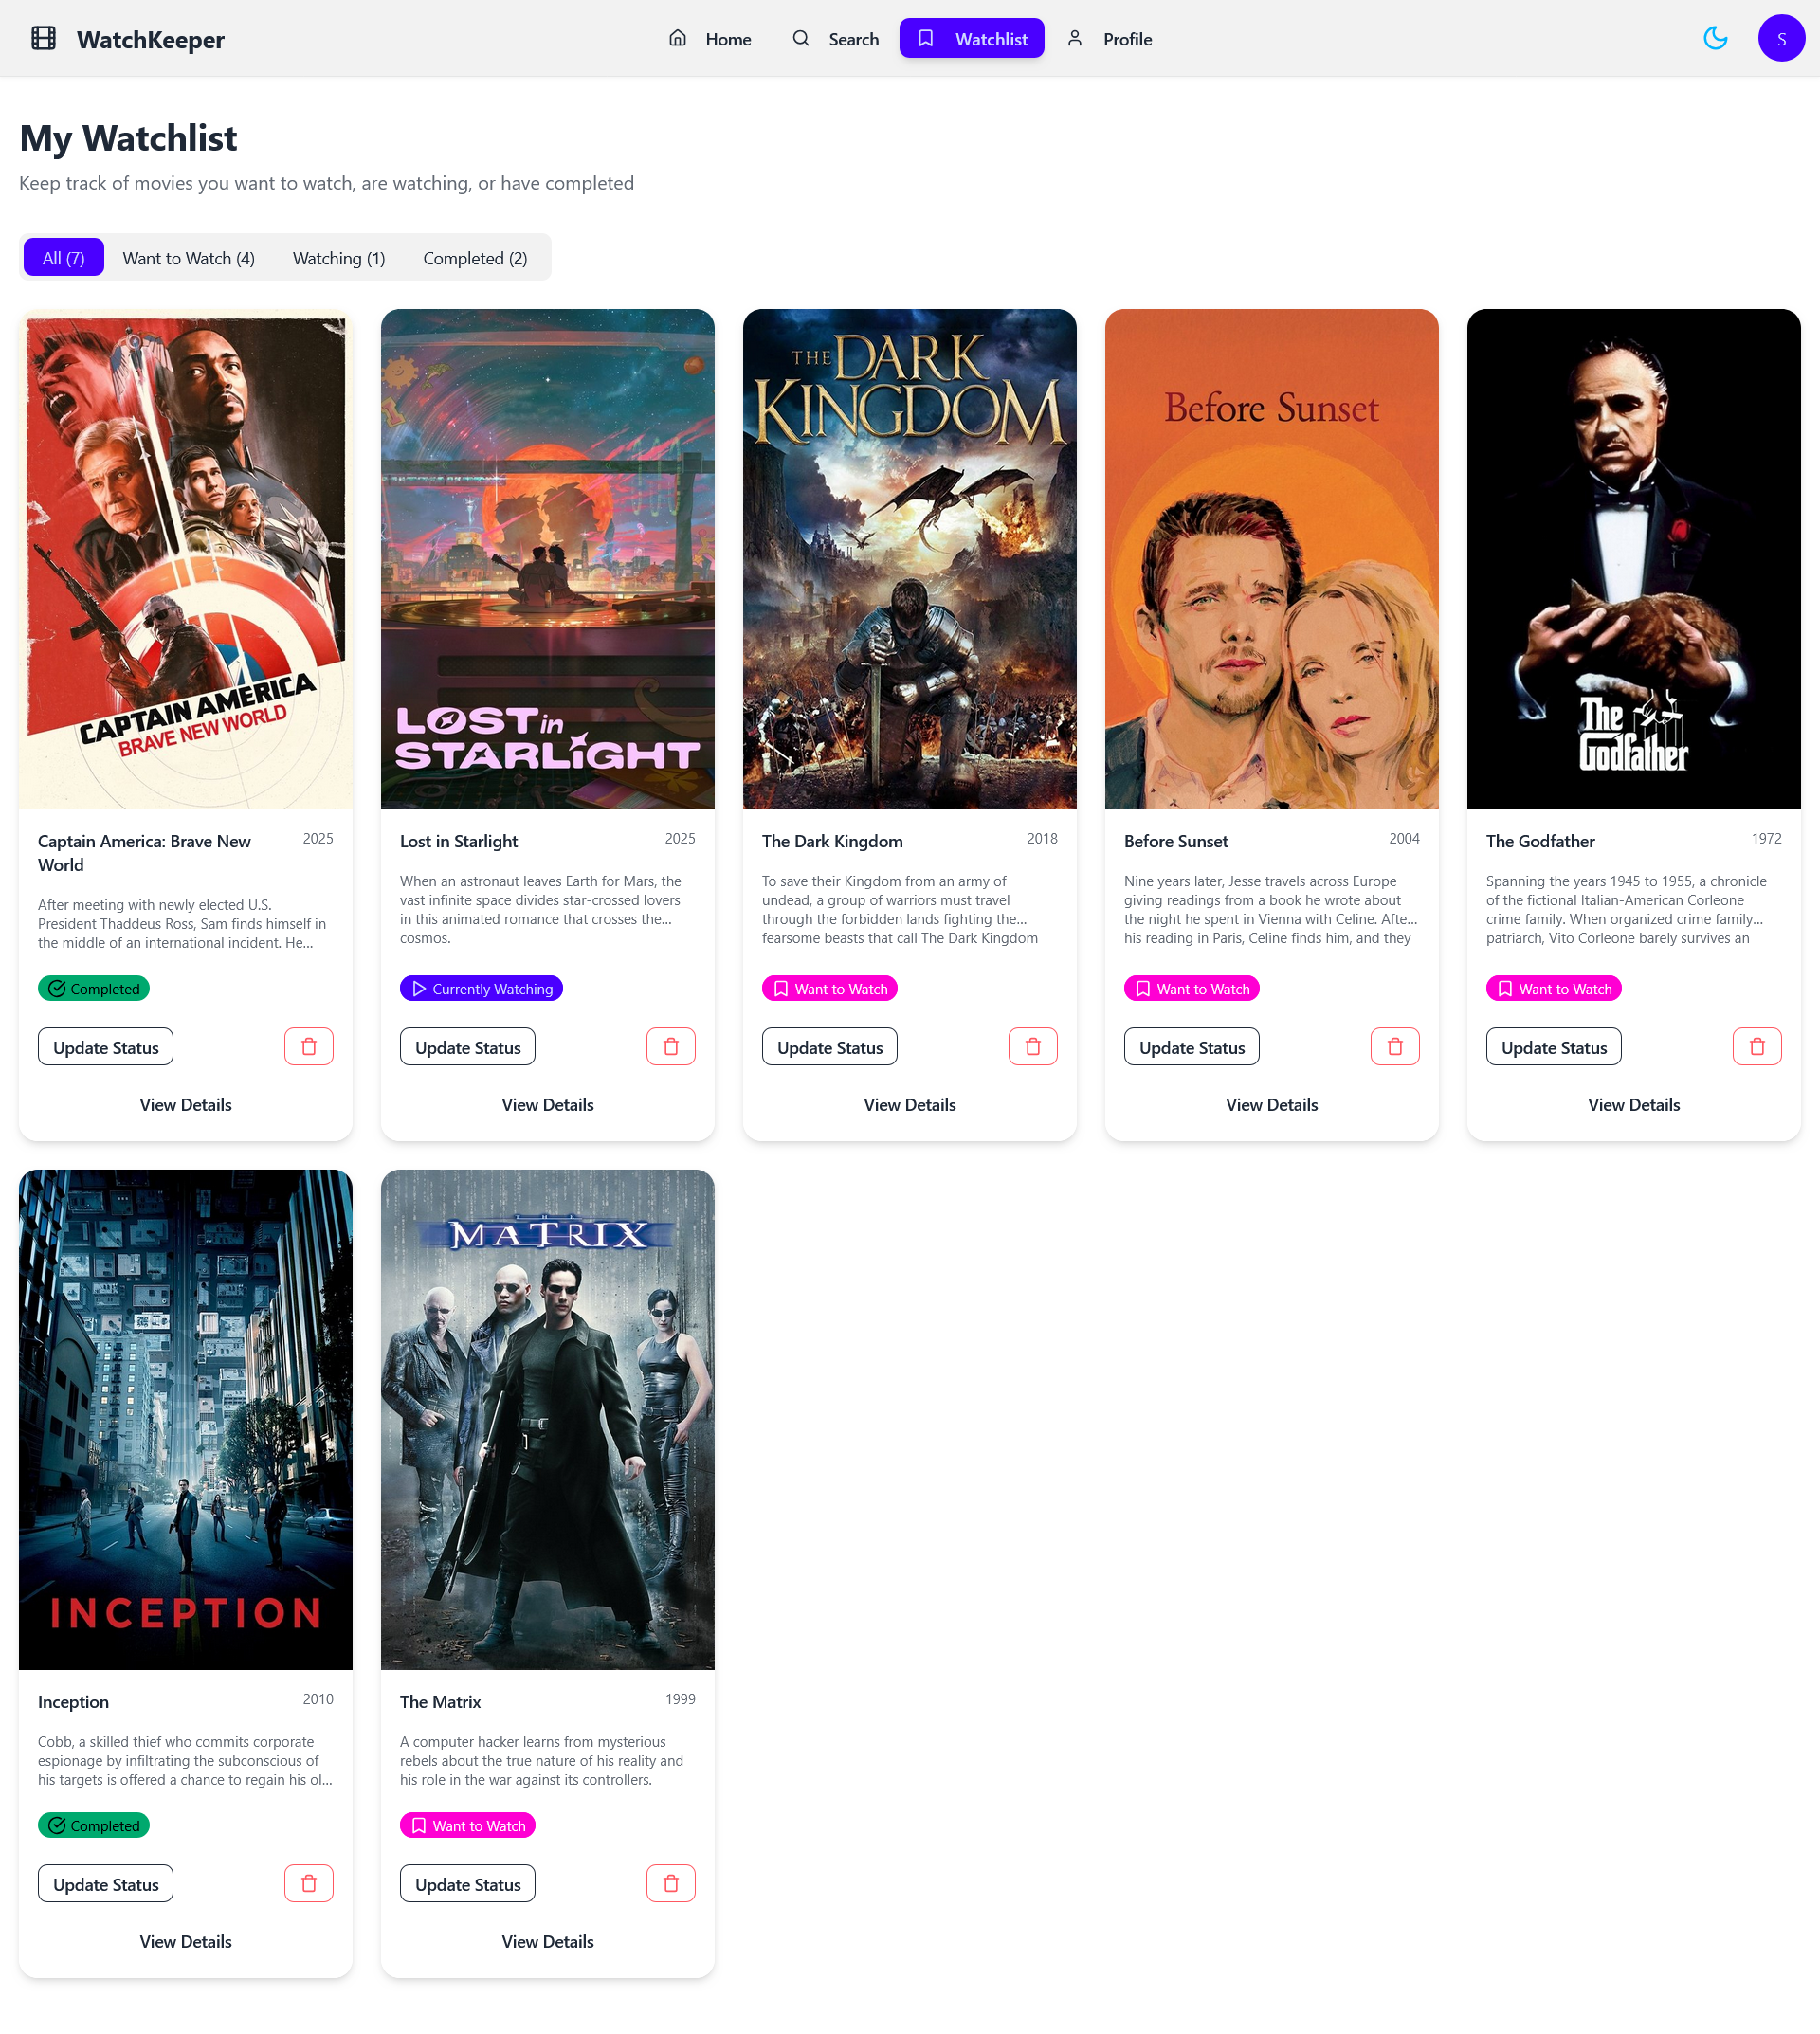 WatchKeeper
Home
Search
Watchlist
Profile
S
My Watchlist
Keep track of movies you want to watch, are watching, or have completed
All (7)
Want to Watch (4)
Watching (1)
Completed (2)
CAPTAIN AMERICA
BRAVE NEW WORLD
Captain America: Brave New
World
2025
After meeting with newly elected U.S.
President Thaddeus Ross, Sam finds himself in
the middle of an international incident. He...
Completed
Update Status
View Details
LOST in
STARLIGHT
Lost in Starlight
2025
When an astronaut leaves Earth for Mars, the
vast infinite space divides star-crossed lovers
in this animated romance that crosses the...
cosmos.
Currently Watching
Update Status
View Details
THE DARK
KINGDOM
The Dark Kingdom
2018
To save their Kingdom from an army of
undead, a group of warriors must travel
through the forbidden lands fighting the...
fearsome beasts that call The Dark Kingdom
Want to Watch
Update Status
View Details
Before Sunset
Before Sunset
2004
Nine years later, Jesse travels across Europe
giving readings from a book he wrote about
the night he spent in Vienna with Celine. Afte...
his reading in Paris, Celine finds him, and they
Want to Watch
Update Status
View Details
The
Godfather
The Godfather
1972
Spanning the years 1945 to 1955, a chronicle
of the fictional Italian-American Corleone
crime family. When organized crime family...
patriarch, Vito Corleone barely survives an
Want to Watch
Update Status
View Details
INCEPTION
Inception
2010
Cobb, a skilled thief who commits corporate
espionage by infiltrating the subconscious of
his targets is offered a chance to regain his ol...
Completed
Update Status
View Details
THE
MATRIX
The Matrix
1999
A computer hacker learns from mysterious
rebels about the true nature of his reality and
his role in the war against its controllers.
Want to Watch
Update Status
View Details